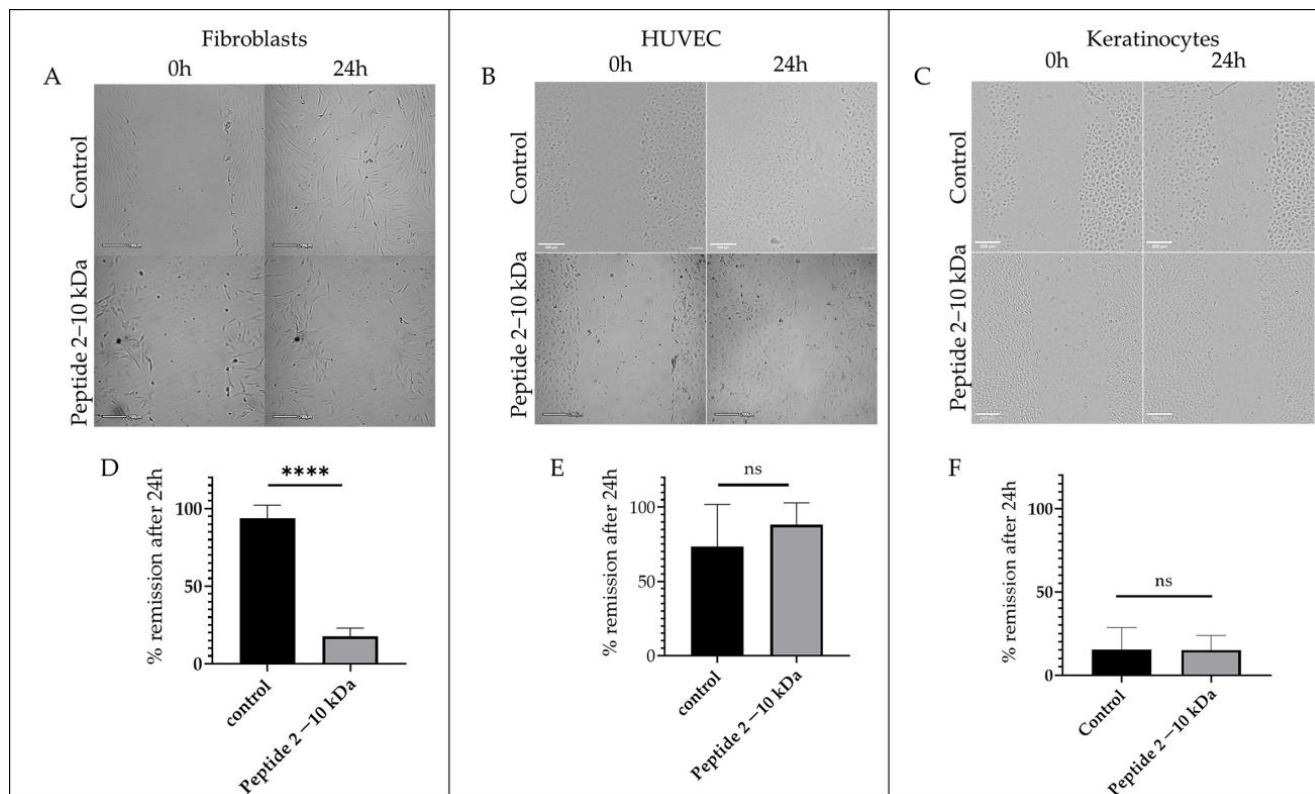 Fibroblasts
A 0h 24h
Control
Peptide 2–10 kDa
D
% remission after 24h
100
50
0
****
control
Peptide 2–10 kDa
HUVEC
B 0h 24h
Control
Peptide 2–10 kDa
E
% remission after 24h
100
50
0
ns
control
Peptide 2–10 kDa
Keratinocytes
C 0h 24h
Control
Peptide 2–10 kDa
F
% remission after 24h
100
50
0
ns
Control
Peptide 2–10 kDa